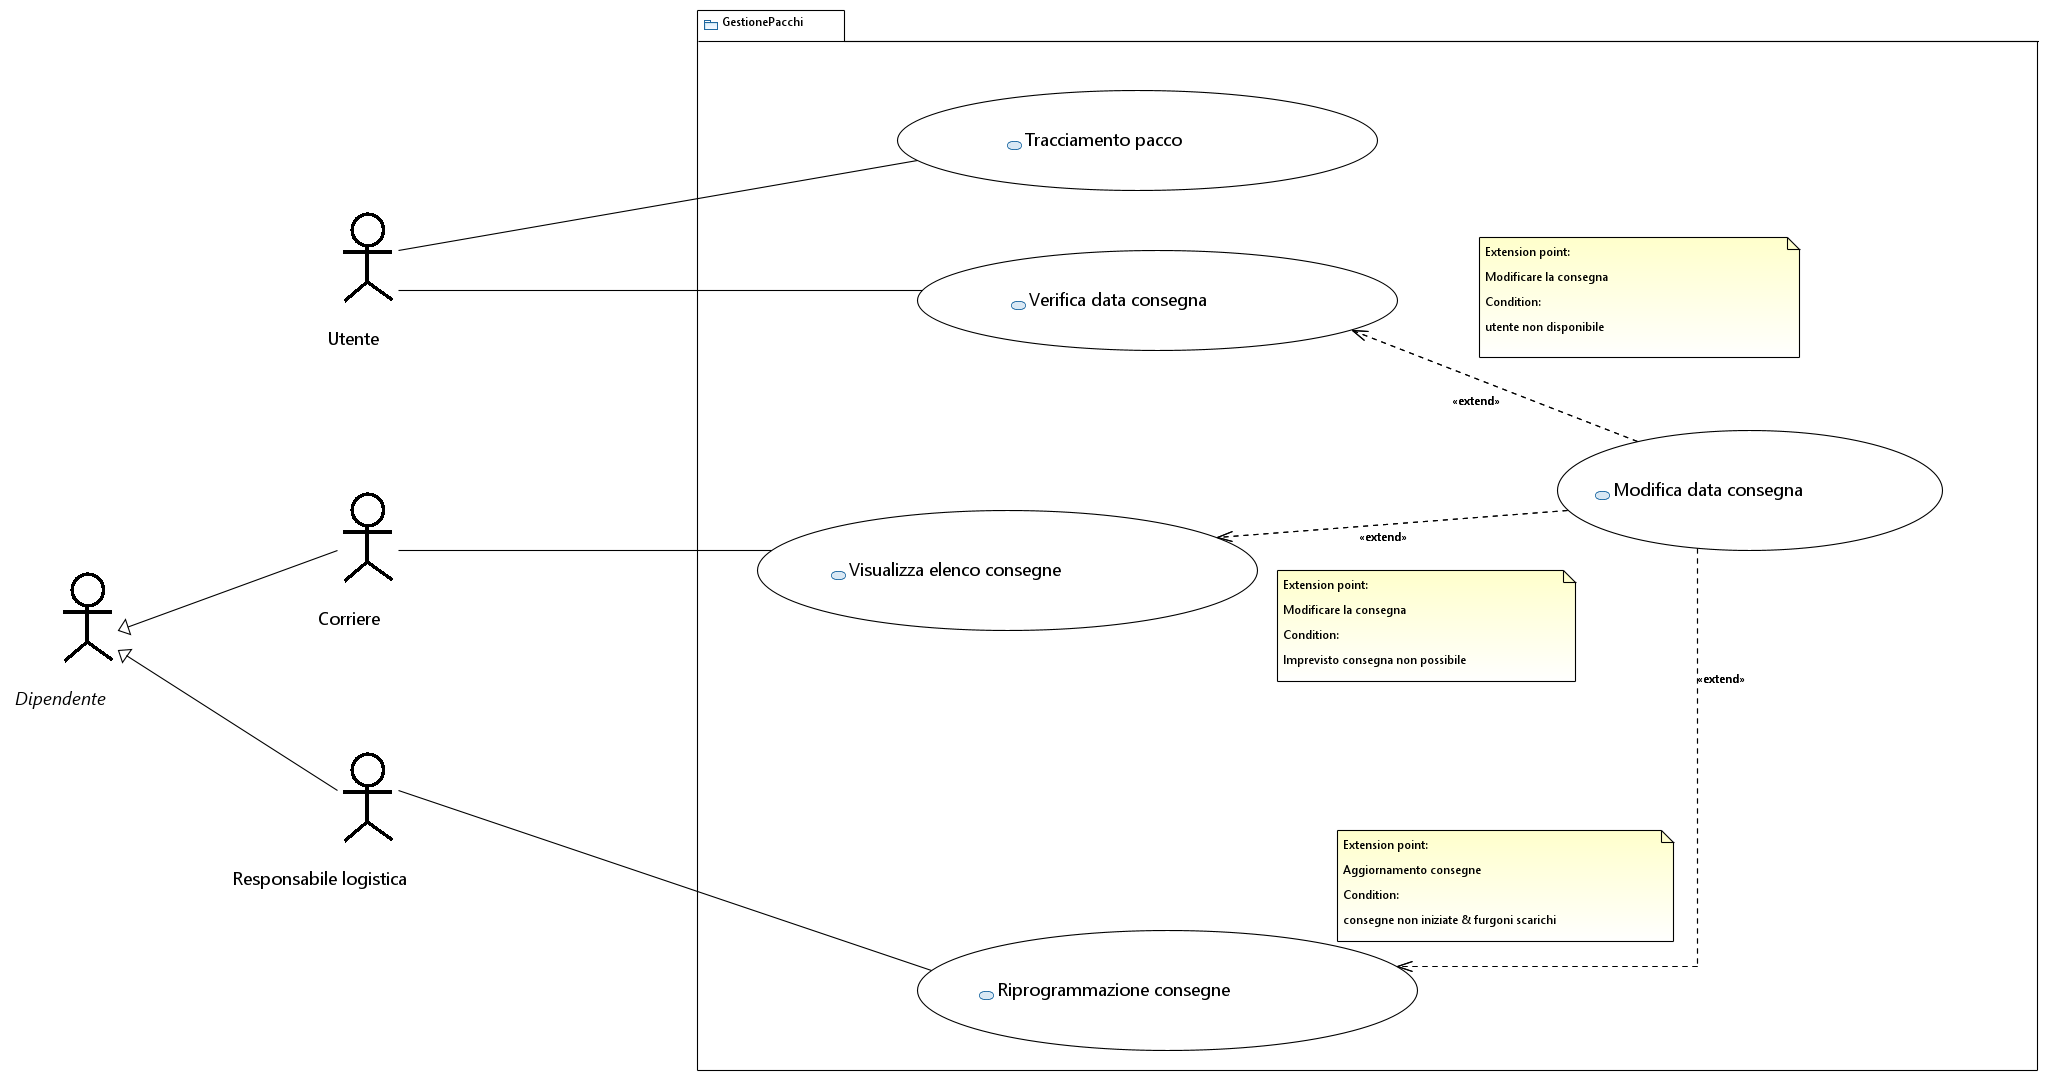 GestionePacchi
Tracciamento pacco
Utente
Verifica data consegna
Extension point:
Modificare la consegna
Condition:
utente non disponibile
«extend»
Modifica data consegna
Corriere
Visualizza elenco consegne
«extend»
Extension point:
Modificare la consegna
Condition:
Imprevisto consegna non possibile
Dipendente
«extend»
Responsabile logistica
Extension point:
Aggiornamento consegne
Condition:
consegne non iniziate & furgoni scarichi
Riprogrammazione consegne